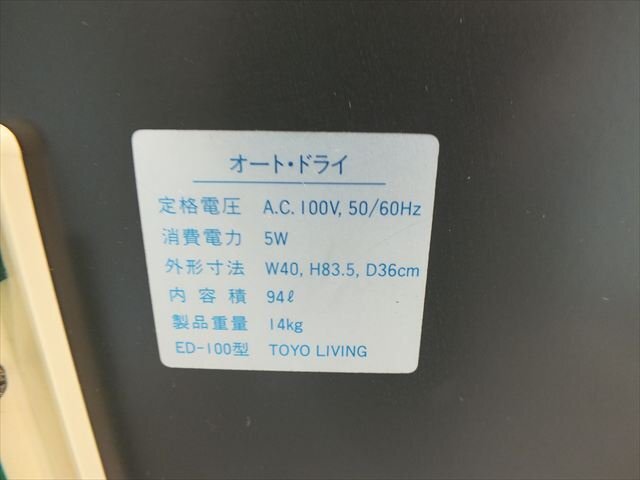 オート・ドライ
定格電圧 A.C. 100V, 50/60Hz
消費電力 5W
外形寸法 W40, H83.5, D36cm
内容積 94ℓ
製品重量 14kg
ED-100型 TOYO LIVING